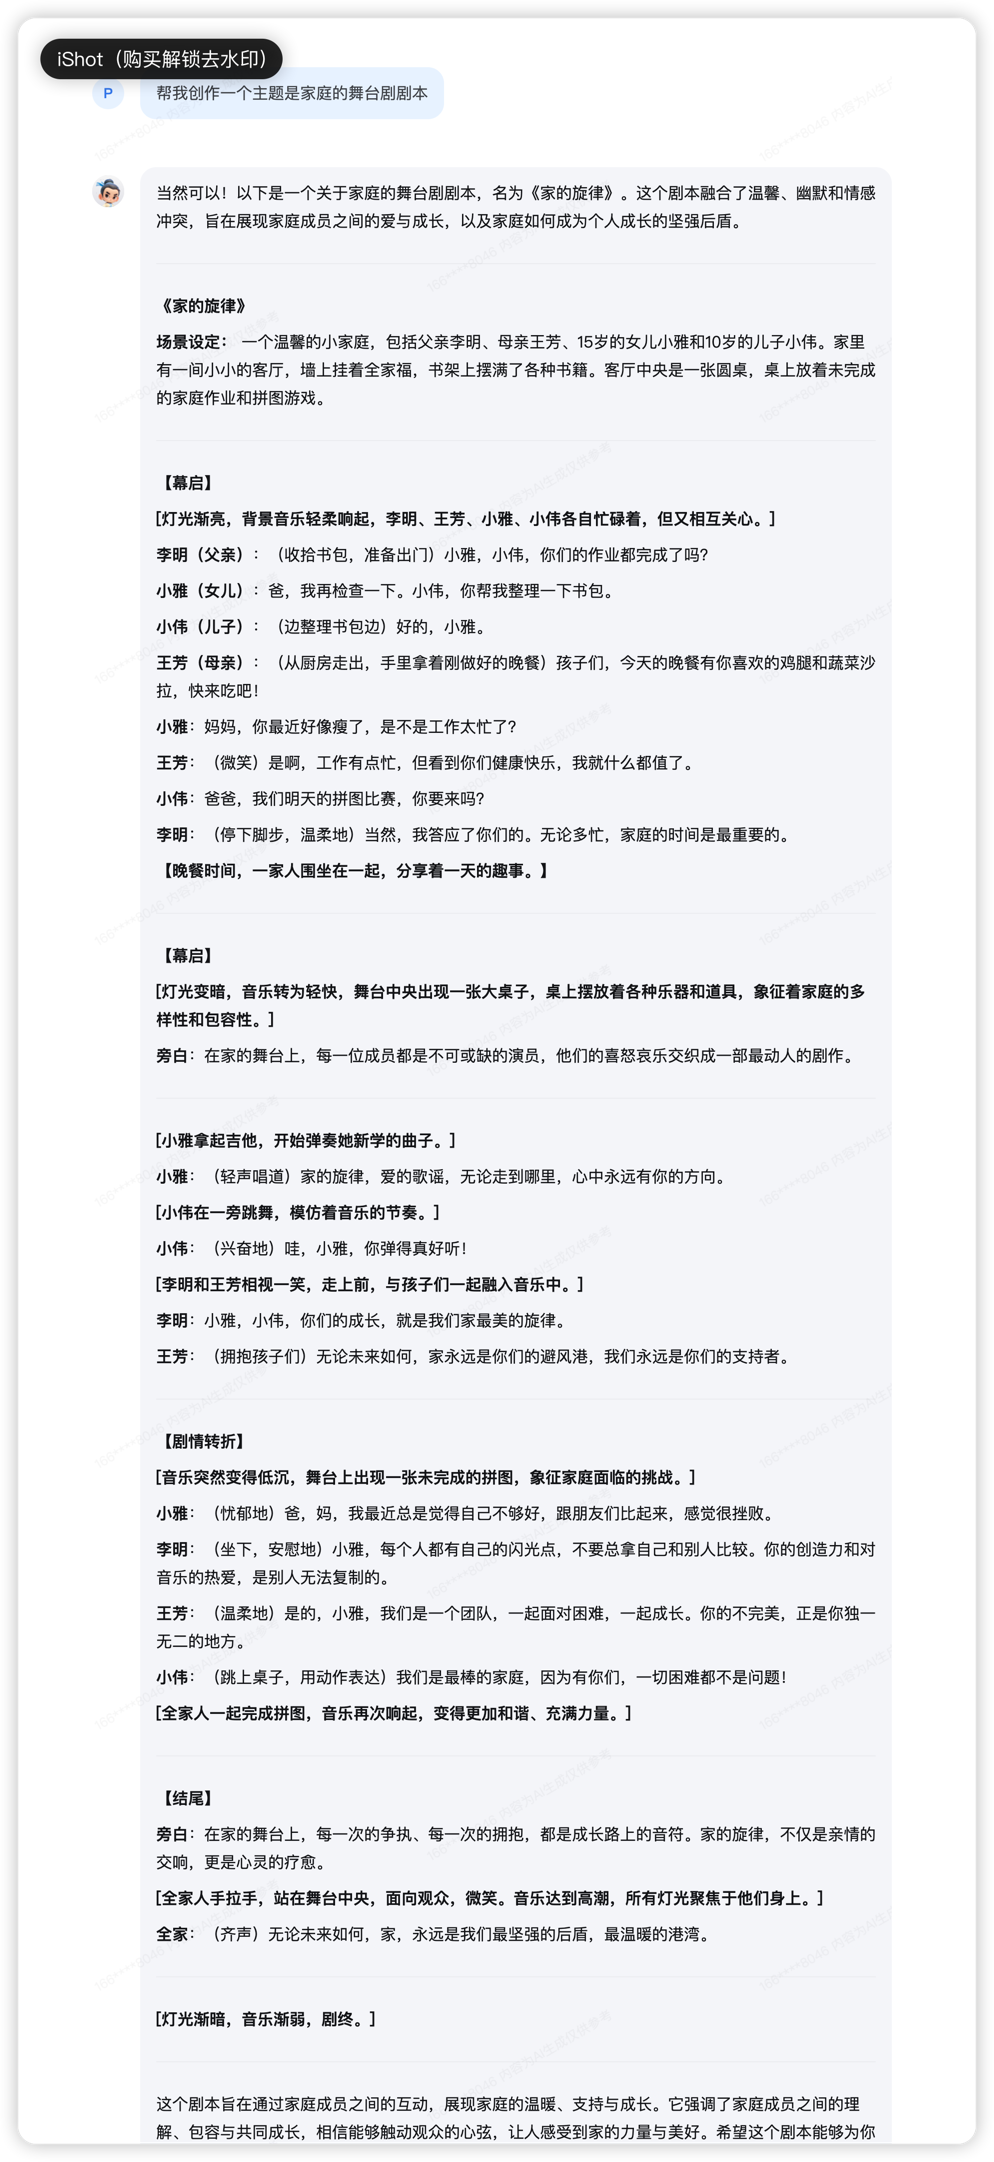 iShot（购买解锁去水印）
P
帮我创作一个主题是家庭的舞台剧剧本
当然可以！以下是一个关于家庭的舞台剧剧本，名为《家的旋律》。这个剧本融合了温馨、幽默和情感
冲突，旨在展现家庭成员之间的爱与成长，以及家庭如何成为个人成长的坚强后盾。
《家的旋律》
场景设定： 一个温馨的小家庭，包括父亲李明、母亲王芳、15岁的女儿小雅和10岁的儿子小伟。家里
有一间小小的客厅，墙上挂着全家福，书架上摆满了各种书籍。客厅中央是一张圆桌，桌上放着未完成
的家庭作业和拼图游戏。
【幕启】
[灯光渐亮，背景音乐轻柔响起，李明、王芳、小雅、小伟各自忙碌着，但又相互关心。]
李明（父亲）：（收拾书包，准备出门）小雅，小伟，你们的作业都完成了吗？
小雅（女儿）：爸，我再检查一下。小伟，你帮我整理一下书包。
小伟（儿子）：（边整理书包边）好的，小雅。
王芳（母亲）：（从厨房走出，手里拿着刚做好的晚餐）孩子们，今天的晚餐有你喜欢的鸡腿和蔬菜沙
拉，快来吃吧！
小雅：妈妈，你最近好像瘦了，是不是工作太忙了？
王芳：（微笑）是啊，工作有点忙，但看到你们健康快乐，我就什么都值了。
小伟：爸爸，我们明天的拼图比赛，你要来吗？
李明：（停下脚步，温柔地）当然，我答应了你们的。无论多忙，家庭的时间是最重要的。
【晚餐时间，一家人围坐在一起，分享着一天的趣事。】
【幕启】
[灯光变暗，音乐转为轻快，舞台中央出现一张大桌子，桌上摆放着各种乐器和道具，象征着家庭的多
样性和包容性。]
旁白：在家的舞台上，每一位成员都是不可或缺的演员，他们的喜怒哀乐交织成一部最动人的剧作。
[小雅拿起吉他，开始弹奏她新学的曲子。]
小雅：（轻声唱道）家的旋律，爱的歌谣，无论走到哪里，心中永远有你的方向。
[小伟在一旁跳舞，模仿着音乐的节奏。]
小伟：（兴奋地）哇，小雅，你弹得真好听！
[李明和王芳相视一笑，走上前，与孩子们一起融入音乐中。]
李明：小雅，小伟，你们的成长，就是我们家最美的旋律。
王芳：（拥抱孩子们）无论未来如何，家永远是你们的避风港，我们永远是你们的支持者。
【剧情转折】
[音乐突然变得低沉，舞台上出现一张未完成的拼图，象征家庭面临的挑战。]
小雅：（忧郁地）爸，妈，我最近总是觉得自己不够好，跟朋友们比起来，感觉很挫败。
李明：（坐下，安慰地）小雅，每个人都有自己的闪光点，不要总拿自己和别人比较。你的创造力和对
音乐的热爱，是别人无法复制的。
王芳：（温柔地）是的，小雅，我们是一个团队，一起面对困难，一起成长。你的不完美，正是你独一
无二的地方。
小伟：（跳上桌子，用动作表达）我们是最棒的家庭，因为有你们，一切困难都不是问题！
[全家人一起完成拼图，音乐再次响起，变得更加和谐、充满力量。]
【结尾】
旁白：在家的舞台上，每一次的争执、每一次的拥抱，都是成长路上的音符。家的旋律，不仅是亲情的
交响，更是心灵的疗愈。
[全家人手拉手，站在舞台中央，面向观众，微笑。音乐达到高潮，所有灯光聚焦于他们身上。]
全家：（齐声）无论未来如何，家，永远是我们最坚强的后盾，最温暖的港湾。
[灯光渐暗，音乐渐弱，剧终。]
这个剧本旨在通过家庭成员之间的互动，展现家庭的温暖、支持与成长。它强调了家庭成员之间的理
解、包容与共同成长，相信能够触动观众的心弦，让人感受到家的力量与美好。希望这个剧本能够为你